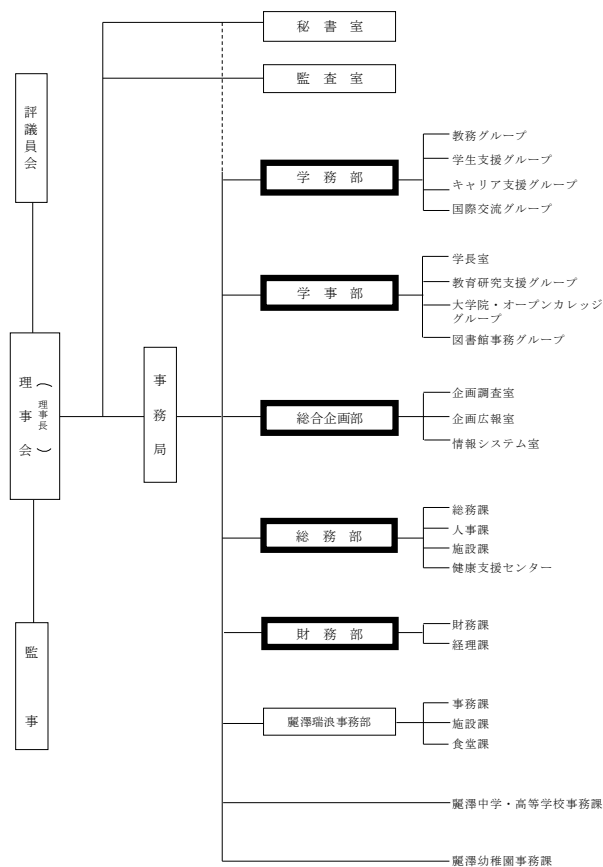 秘書室
監査室
評議員会
理事会
(理事長)
監事
事務局
学務部
教務グループ
学生支援グループ
キャリア支援グループ
国際交流グループ
学事部
学長室
教育研究支援グループ
大学院・オープンカレッジ
グループ
図書館事務グループ
総合企画部
企画調査室
企画広報室
情報システム室
総務部
総務課
人事課
施設課
健康支援センター
財務部
財務課
経理課
麗澤瑞浪事務部
事務課
施設課
食堂課
麗澤中学・高等学校事務課
麗澤幼稚園事務課